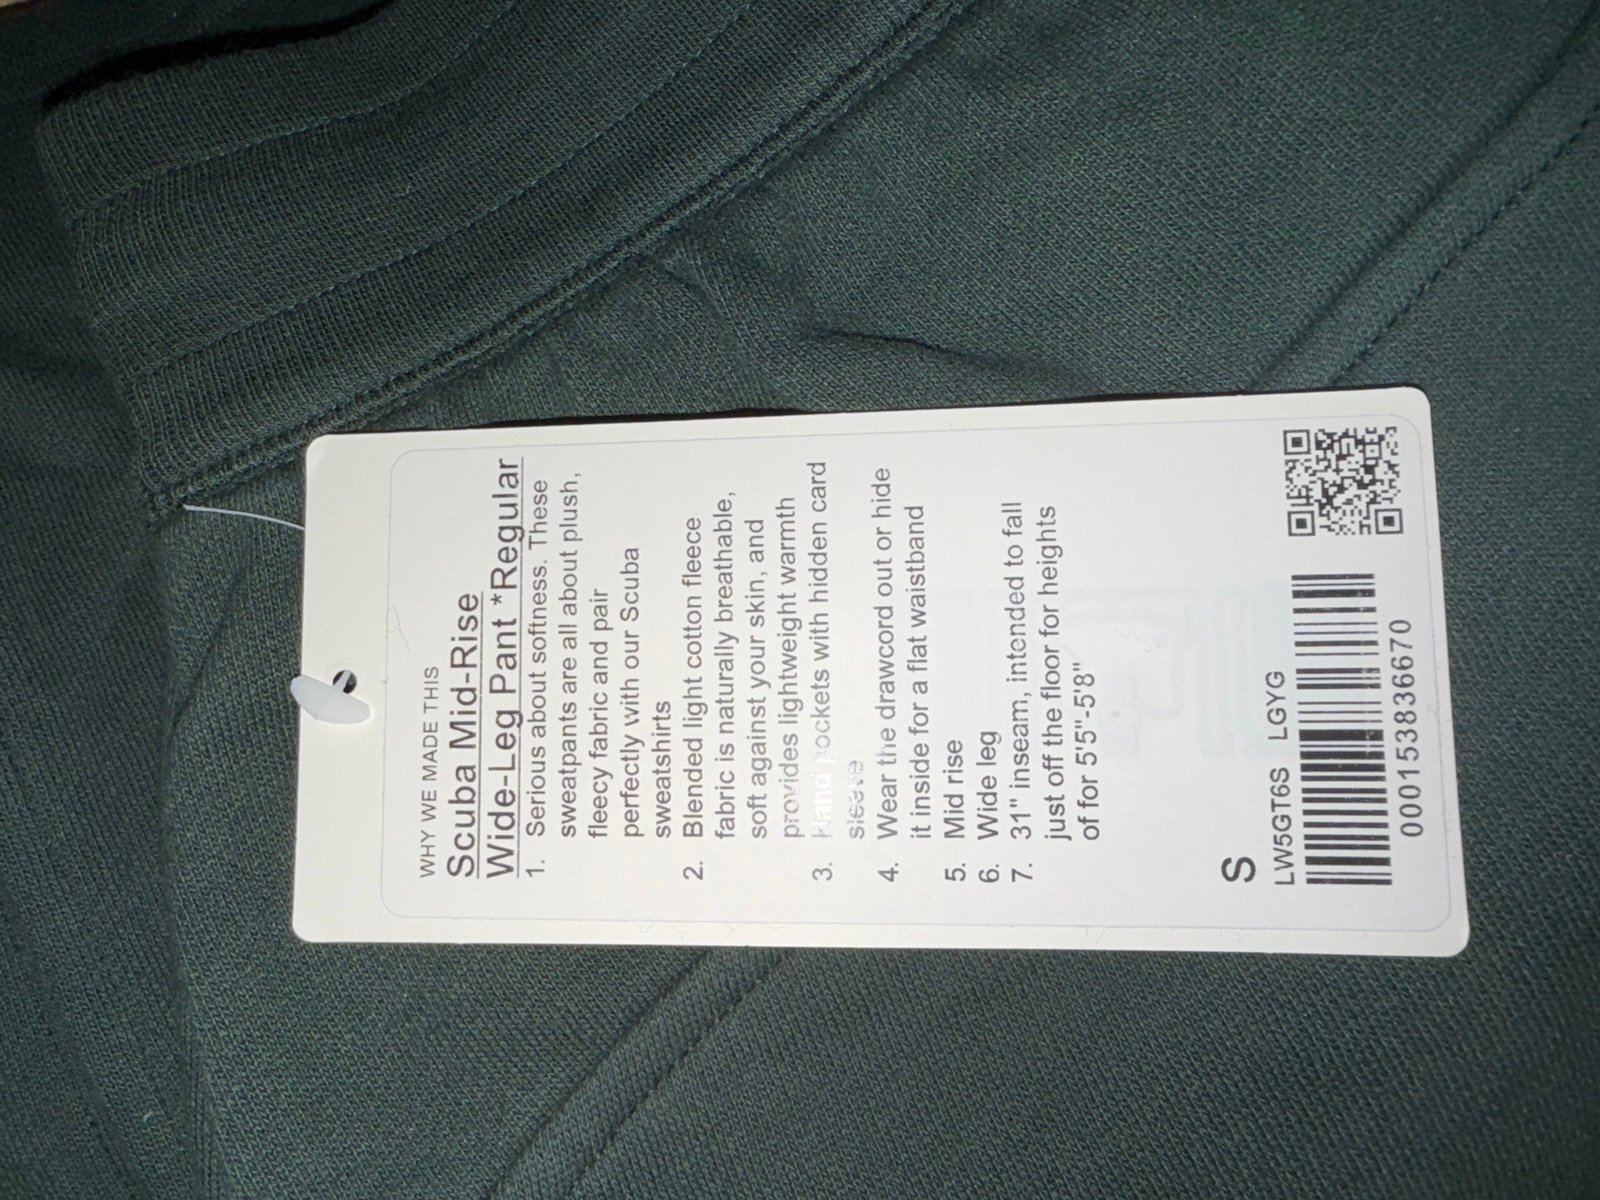 WHY WE MADE THIS
Scuba Mid-Rise
Wide-Leg Pant *Regular
1. Serious about softness. These
sweatpants are all about plush,
fleecy fabric and pair
perfectly with our Scuba
sweatshirts
2. Blended light cotton fleece
fabric is naturally breathable,
soft against your skin, and
provides lightweight warmth
3. Hand pockets with hidden card
sleeve
4. Wear the drawcord out or hide
it inside for a flat waistband
5. Mid rise
6. Wide leg
7. 31" inseam, intended to fall
just off the floor for heights
of for 5'5"-5'8"
S
LW5GT6S LGYG
0001538336670